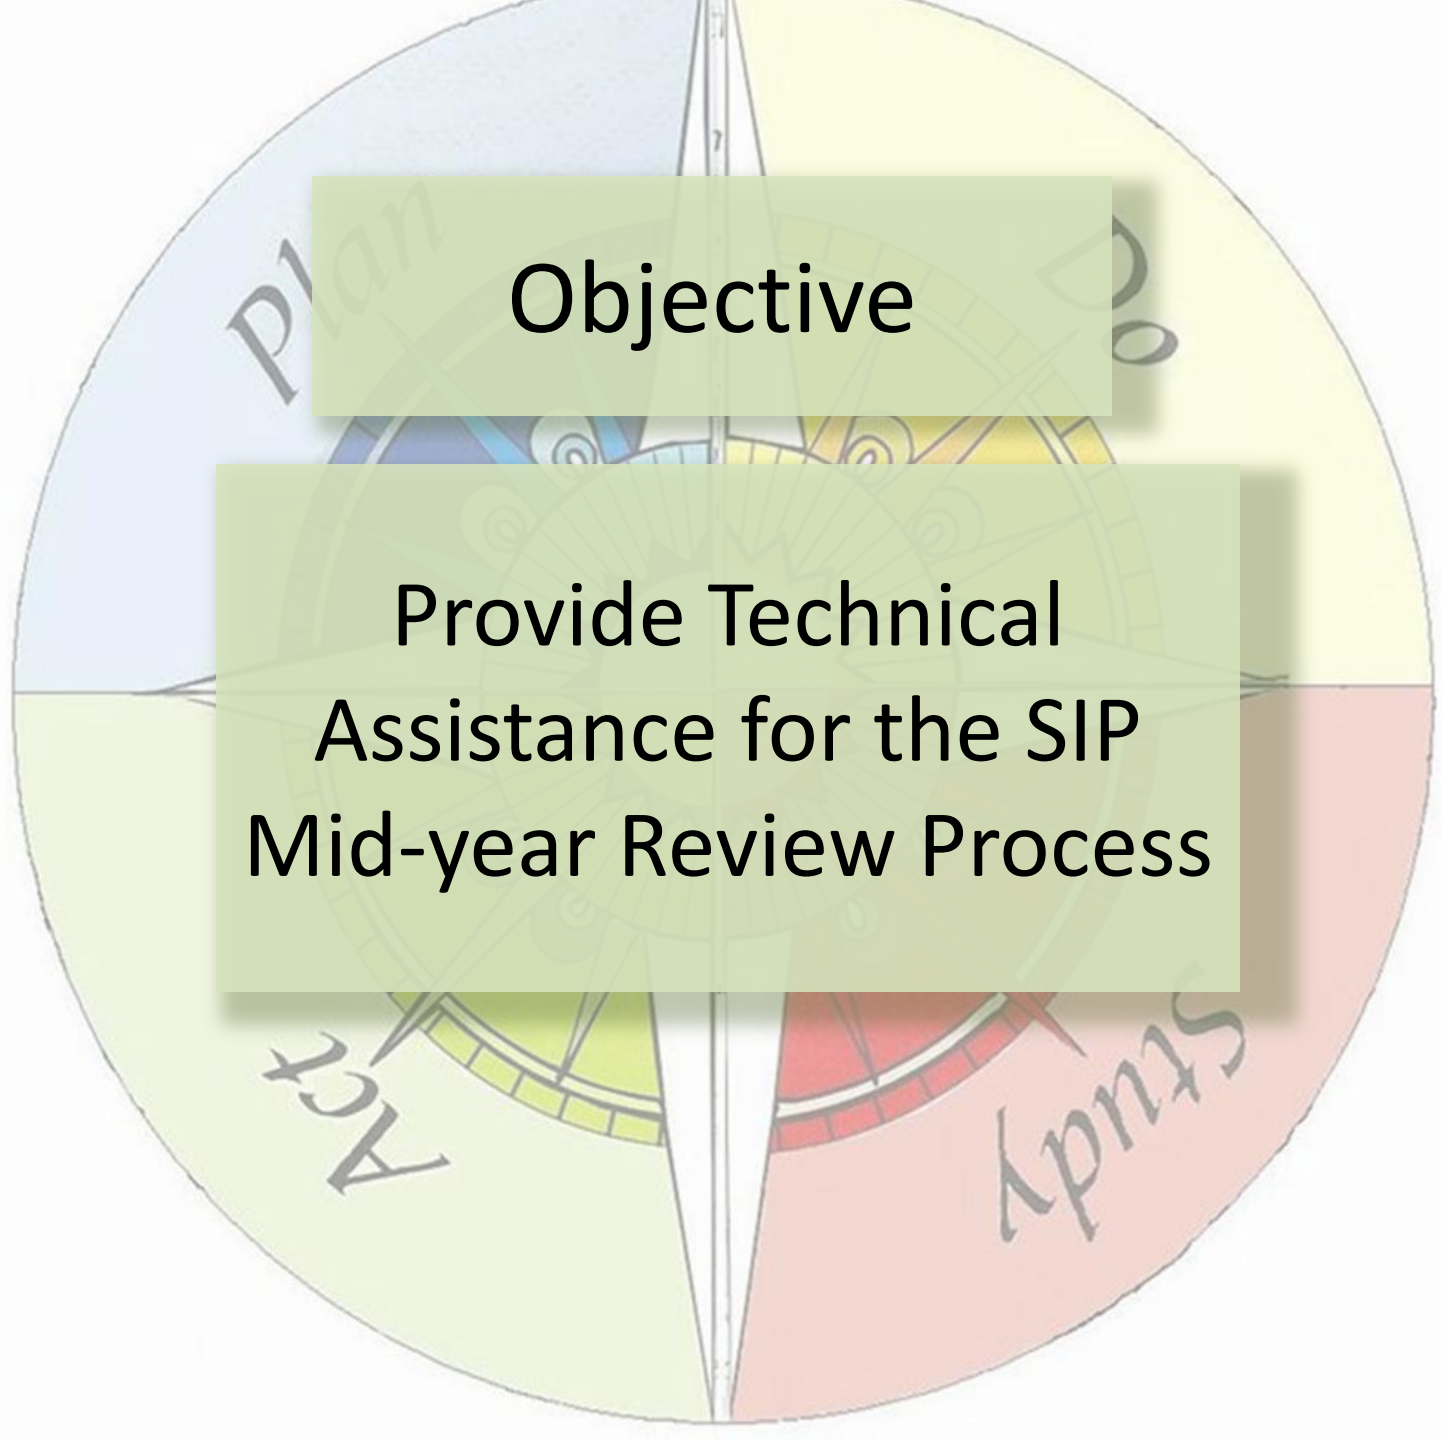 Plan
Do
Objective
Provide Technical
Assistance for the SIP
Mid-year Review Process
Act
Study